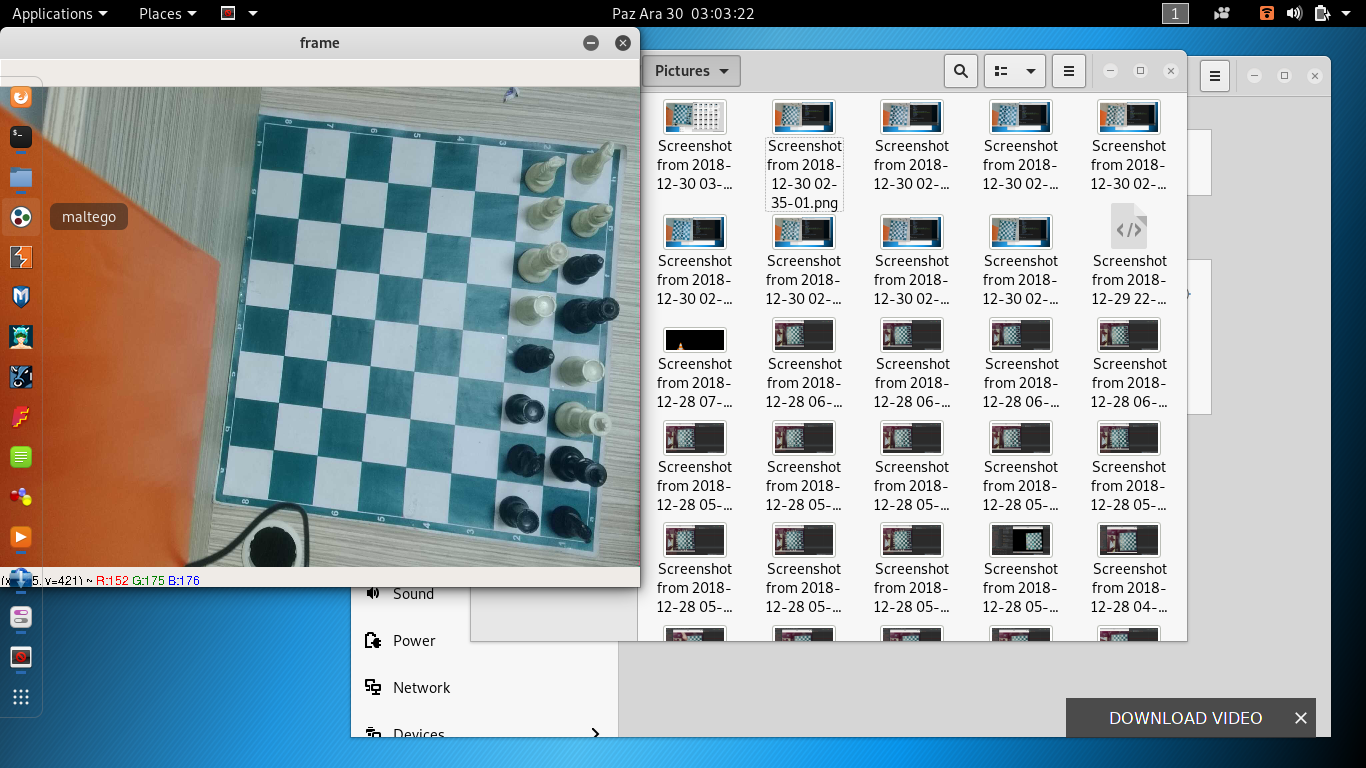 Applications Places Paz Ara 30 03:03:22 1
frame
Pictures
maltego
Screenshot from 2018-12-30 03-...
Screenshot from 2018-12-30 02-35-01.png
Screenshot from 2018-12-30 02-...
Screenshot from 2018-12-30 02-...
Screenshot from 2018-12-30 02-...
Screenshot from 2018-12-30 02-...
Screenshot from 2018-12-30 02-...
Screenshot from 2018-12-30 02-...
Screenshot from 2018-12-30 02-...
Screenshot from 2018-12-29 22-...
Screenshot from 2018-12-28 07-...
Screenshot from 2018-12-28 06-...
Screenshot from 2018-12-28 06-...
Screenshot from 2018-12-28 06-...
Screenshot from 2018-12-28 06-...
Screenshot from 2018-12-28 05-...
Screenshot from 2018-12-28 05-...
Screenshot from 2018-12-28 05-...
Screenshot from 2018-12-28 05-...
Screenshot from 2018-12-28 05-...
Screenshot from 2018-12-28 05-...
Screenshot from 2018-12-28 05-...
Screenshot from 2018-12-28 05-...
Screenshot from 2018-12-28 05-...
Screenshot from 2018-12-28 04-...
y=421) ~ R:152 G:175 B:176
Sound
Power
Network
Devices
DOWNLOAD VIDEO